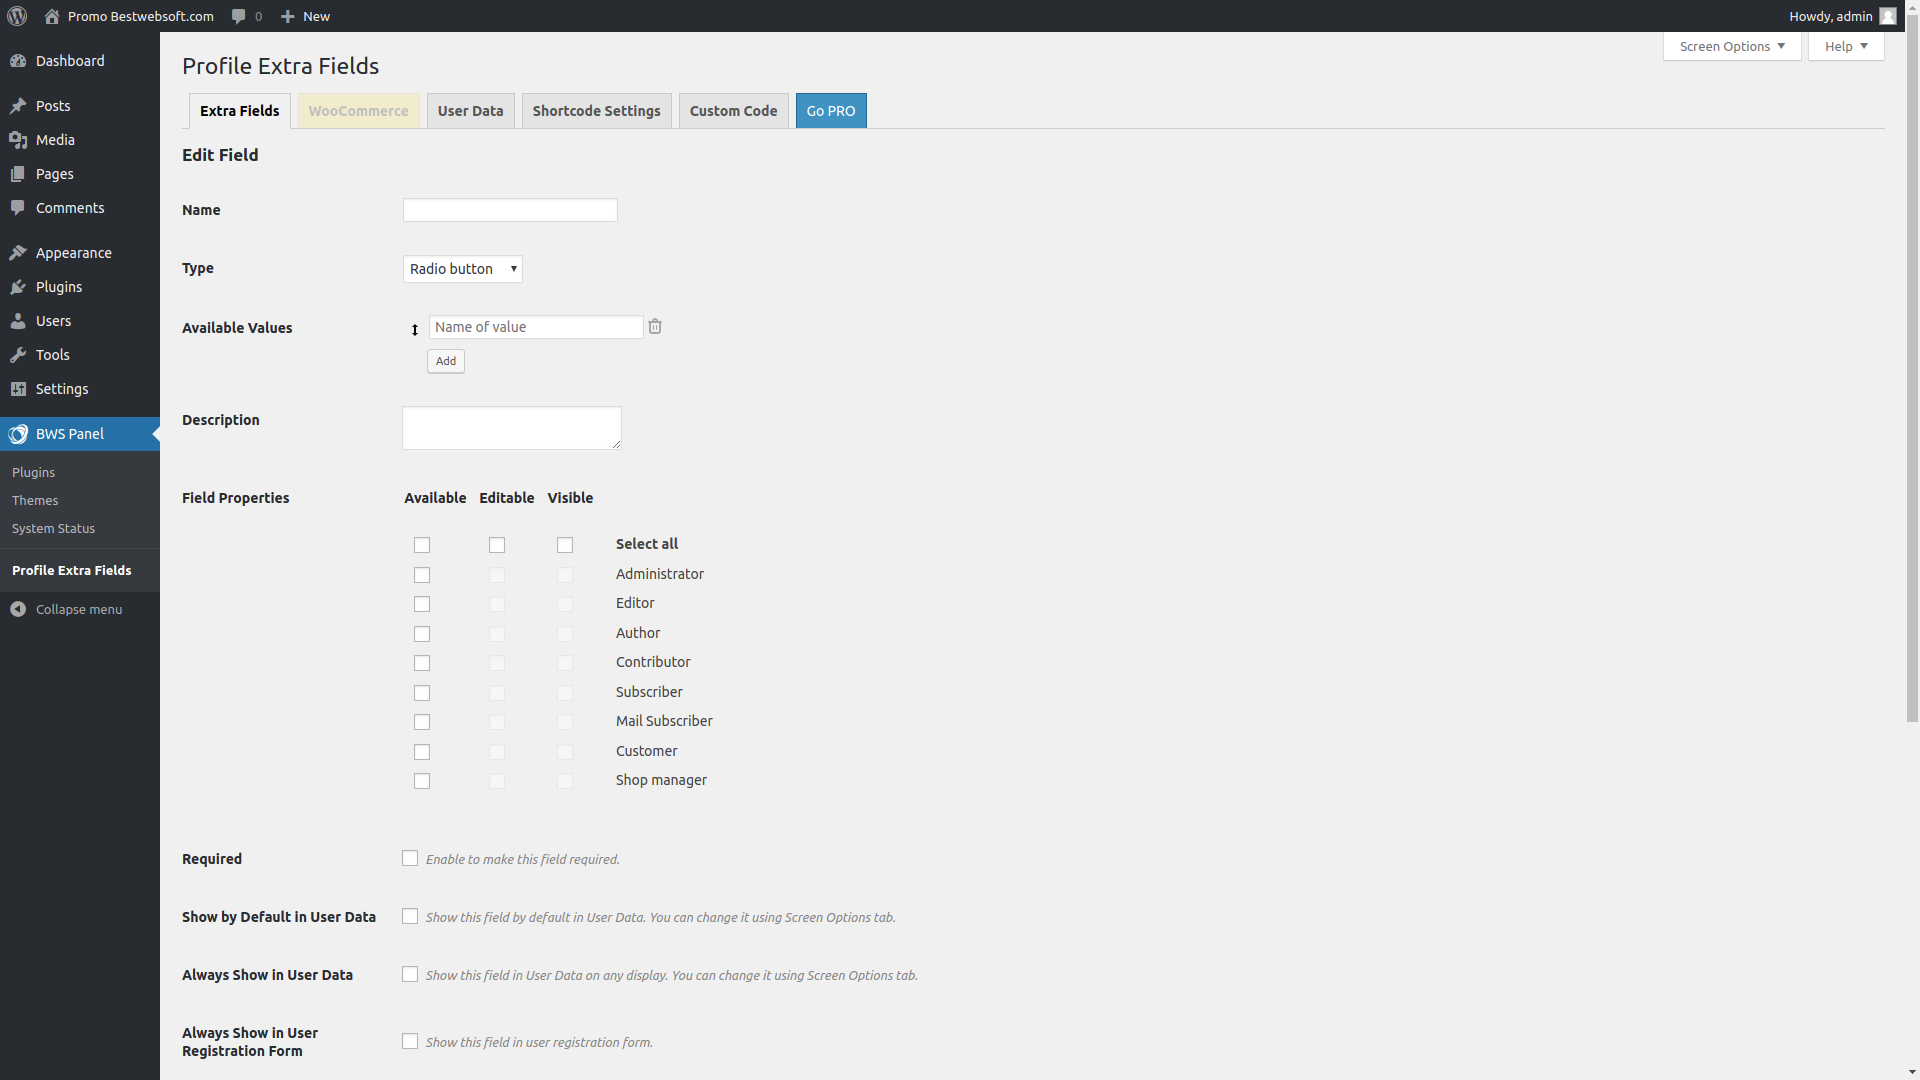 Promo Bestwebsoft.com 0 New Howdy, admin
Screen Options Help
Dashboard
Posts
Media
Pages
Comments
Appearance
Plugins
Users
Tools
Settings
BWS Panel
Plugins
Themes
System Status
Profile Extra Fields
Collapse menu
Profile Extra Fields
Extra Fields WooCommerce User Data Shortcode Settings Custom Code Go PRO
Edit Field
Name
Type Radio button
Available Values Name of value
Add
Description
Field Properties Available Editable Visible
Select all
Administrator
Editor
Author
Contributor
Subscriber
Mail Subscriber
Customer
Shop manager
Required Enable to make this field required.
Show by Default in User Data Show this field by default in User Data. You can change it using Screen Options tab.
Always Show in User Data Show this field in User Data on any display. You can change it using Screen Options tab.
Always Show in User
Registration Form Show this field in user registration form.